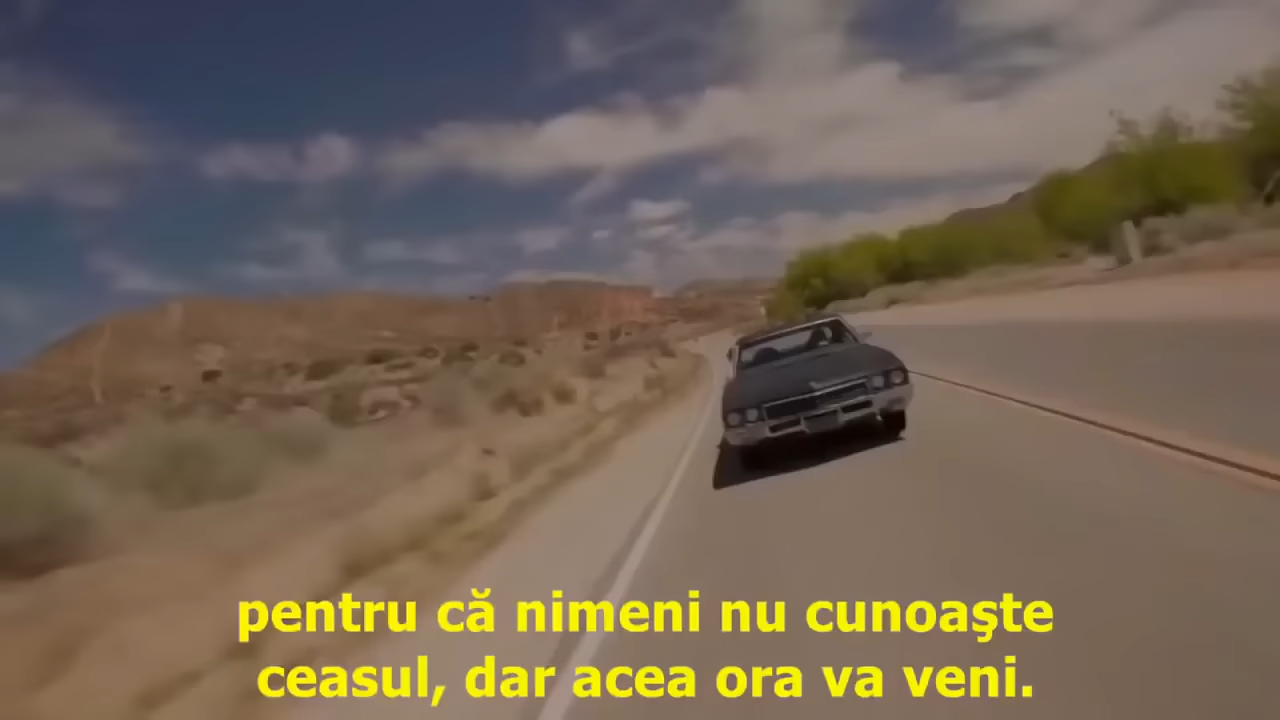 pentru că nimeni nu cunoaşte
ceasul, dar acea ora va veni.